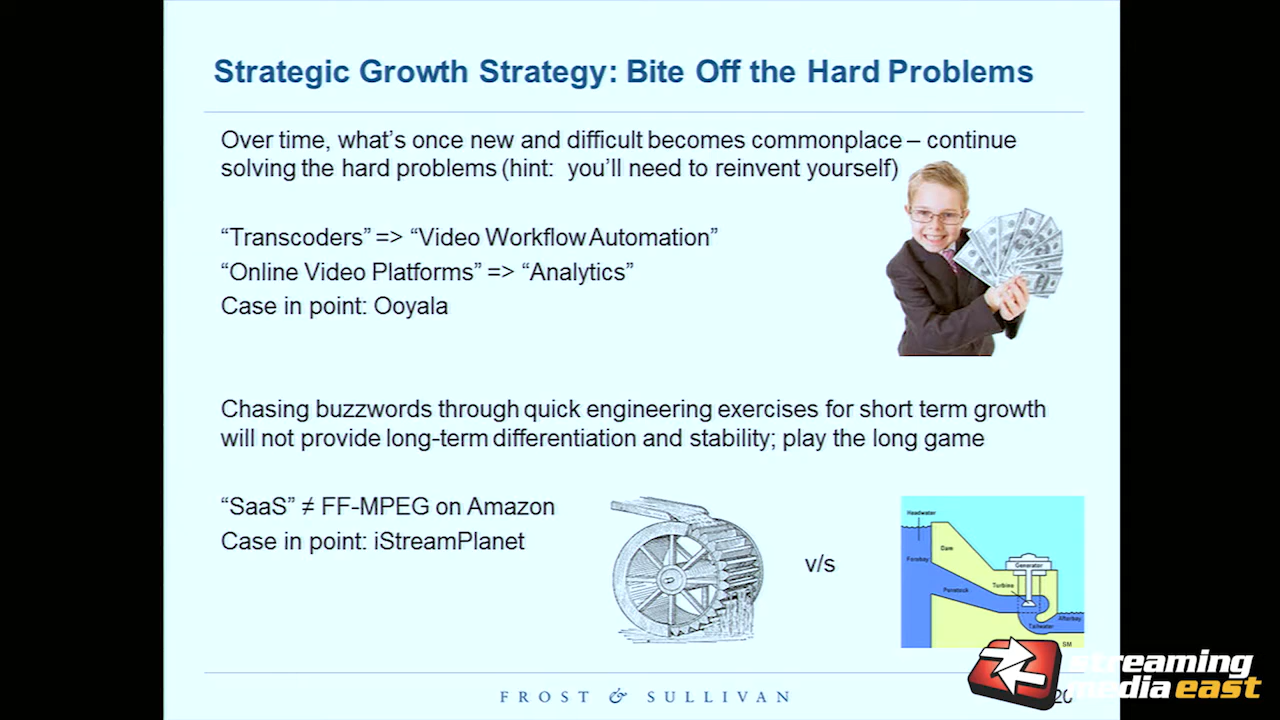 Strategic Growth Strategy: Bite Off the Hard Problems
Over time, what's once new and difficult becomes commonplace – continue
solving the hard problems (hint:  you'll need to reinvent yourself)
“Transcoders” => “Video Workflow Automation”
“Online Video Platforms” => “Analytics”
Case in point: Ooyala
Chasing buzzwords through quick engineering exercises for short term growth
will not provide long-term differentiation and stability; play the long game
“SaaS” ≠ FF-MPEG on Amazon
Case in point: iStreamPlanet
v/s
Headwater
Forebay
Dam
Generator
Turbine
Penstock
Afterbay
Tailwater
SM
FROST & SULLIVAN
20
streaming
media east